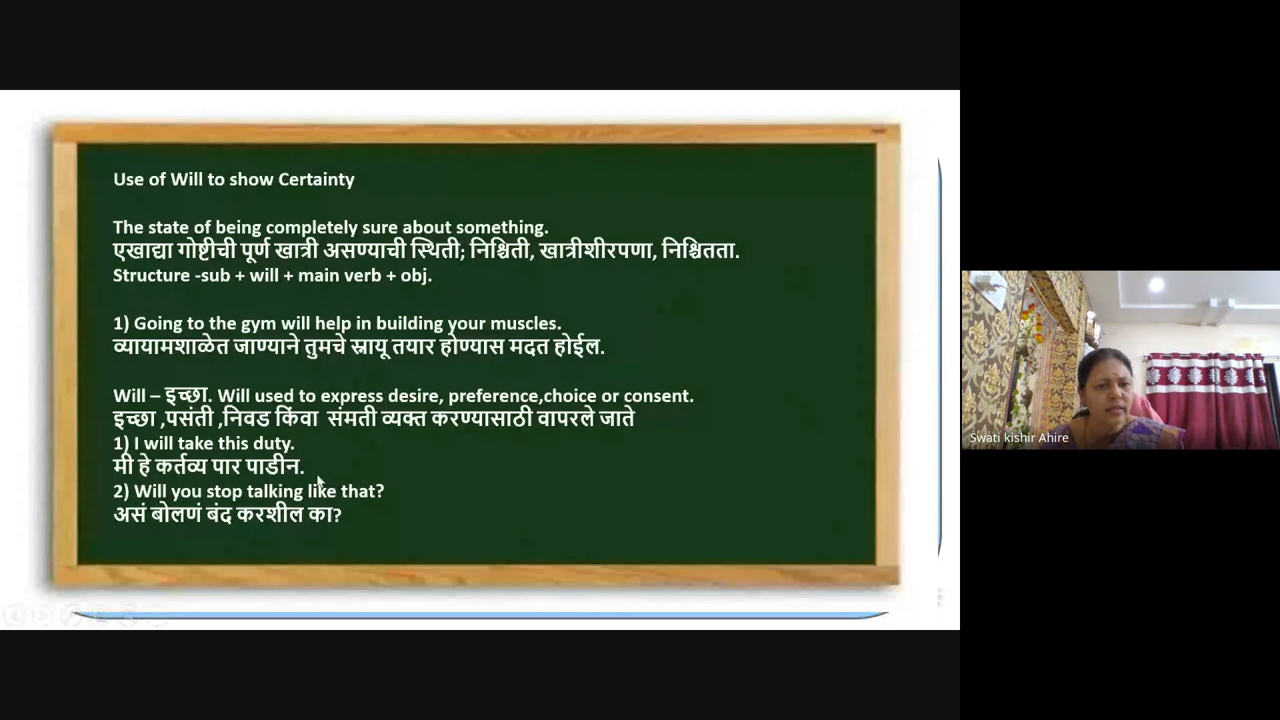 Use of Will to show Certainty
The state of being completely sure about something.
एखाद्या गोष्टीची पूर्ण खात्री असण्याची स्थिती; निश्चिती, खात्रीशीरपणा, निश्चितता.
Structure -sub + will + main verb + obj.
1) Going to the gym will help in building your muscles.
व्यायामशाळेत जाण्याने तुमचे स्नायू तयार होण्यास मदत होईल.
Will – इच्छा. Will used to express desire, preference,choice or consent.
इच्छा ,पसंती ,निवड किंवा संमती व्यक्त करण्यासाठी वापरले जाते
1) I will take this duty.
मी हे कर्तव्य पार पाडीन.
2) Will you stop talking like that?
असं बोलणं बंद करशील का?
Swati kishir Ahire